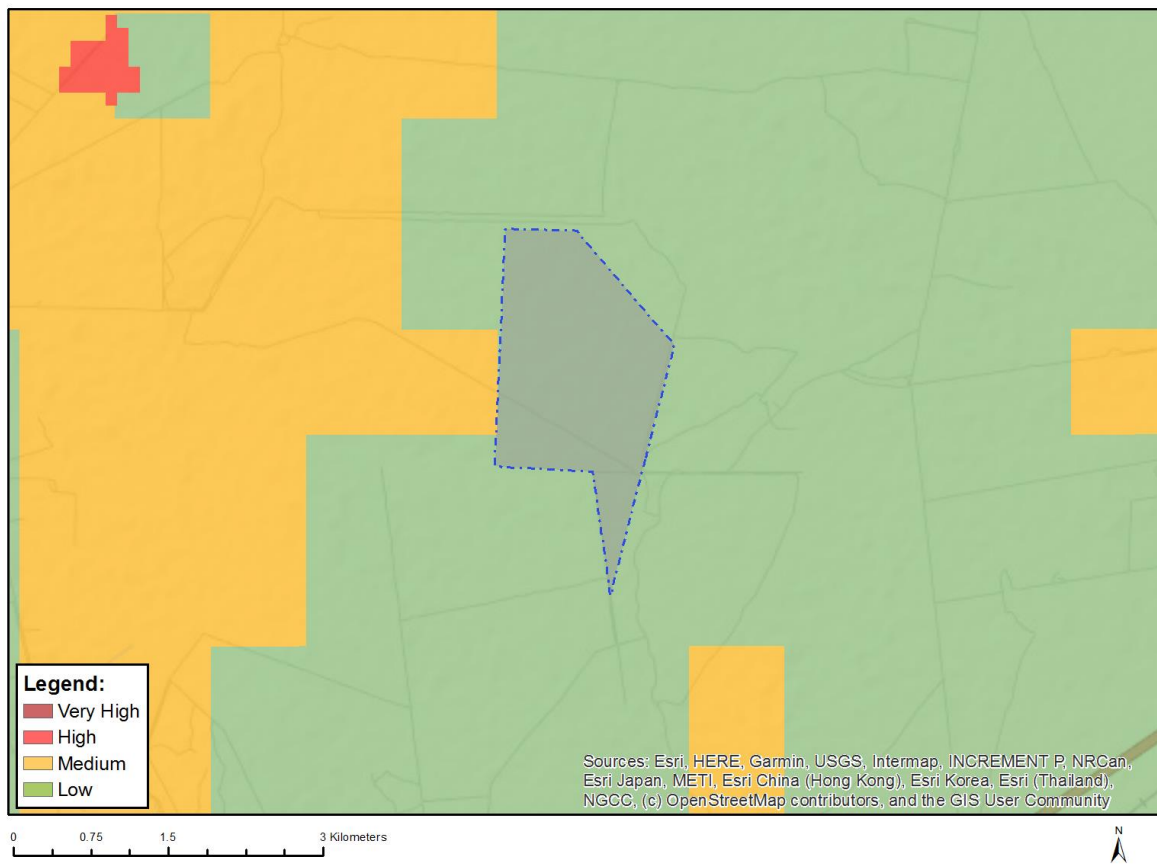 Legend:
Very High
High
Medium
Low
Sources: Esri, HERE, Garmin, USGS, Intermap, INCREMENT P, NRCan,
Esri Japan, METI, Esri China (Hong Kong), Esri Korea, Esri (Thailand),
NGCC, (c) OpenStreetMap contributors, and the GIS User Community
0 0.75 1.5 3 Kilometers
N